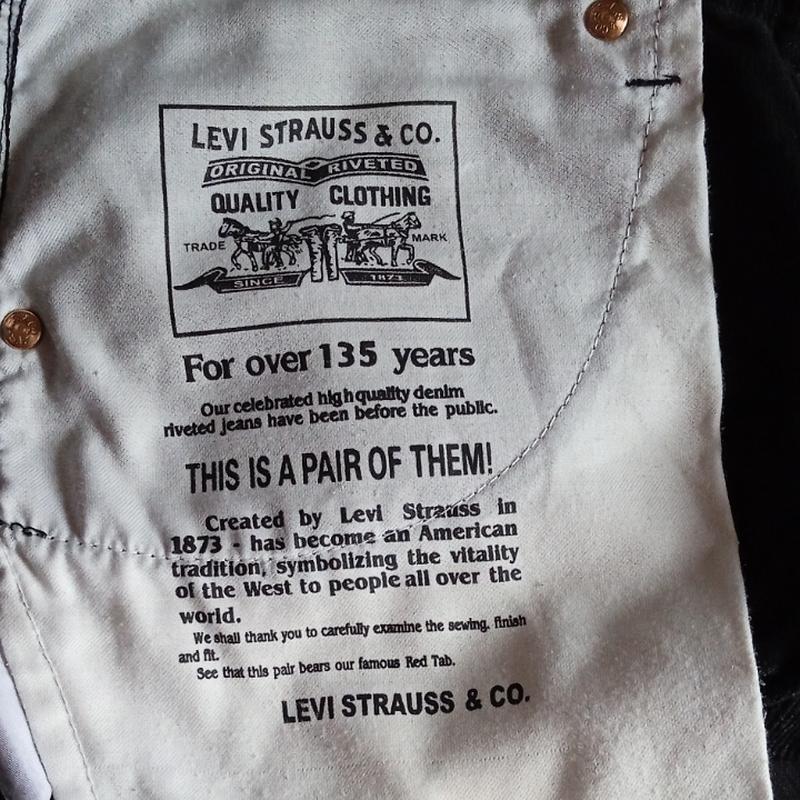 LEVI STRAUSS & CO.
ORIGINAL RIVETED
QUALITY CLOTHING
TRADE MARK
SINCE 1873
For over 135 years
Our celebrated high quality denim
riveted jeans have been before the public.
THIS IS A PAIR OF THEM!
Created by Levi Strauss in
1873 - has become an American
tradition, symbolizing the vitality
of the West to people all over the
world.
We shall thank you to carefully examine the sewing. finish
and fit.
See that this pair bears our famous Red Tab.
LEVI STRAUSS & CO.